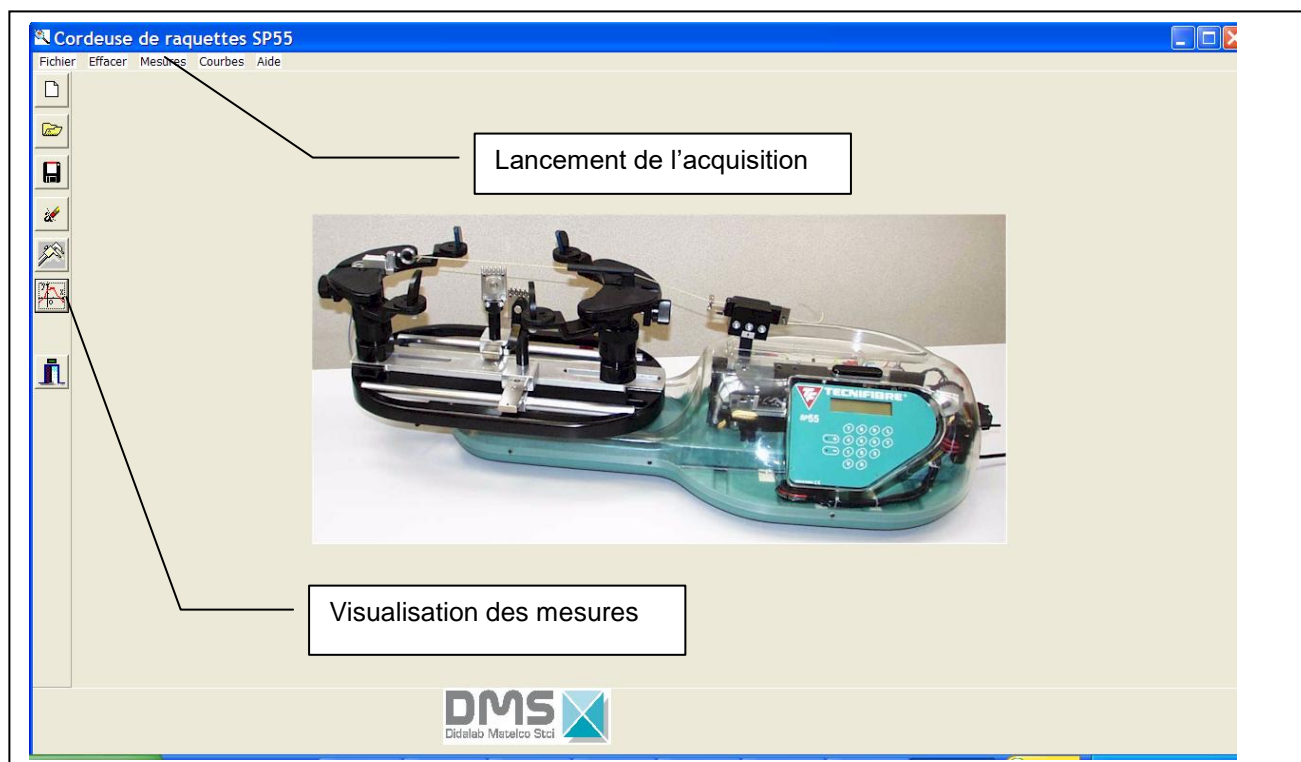 Cordeuse de raquettes SP55
Fichier Effacer Mesures Courbes Aide
Lancement de l'acquisition
TECNIFIBRE
SP55
Visualisation des mesures
DMS
Didalab Matelco Stci